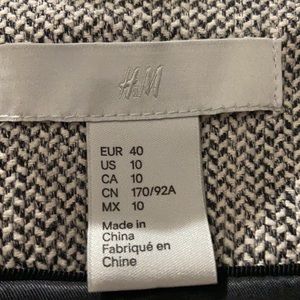 H&M
EUR 40
US 10
CA 10
CN 170/92A
MX 10
Made in
China
Fabriqué en
Chine